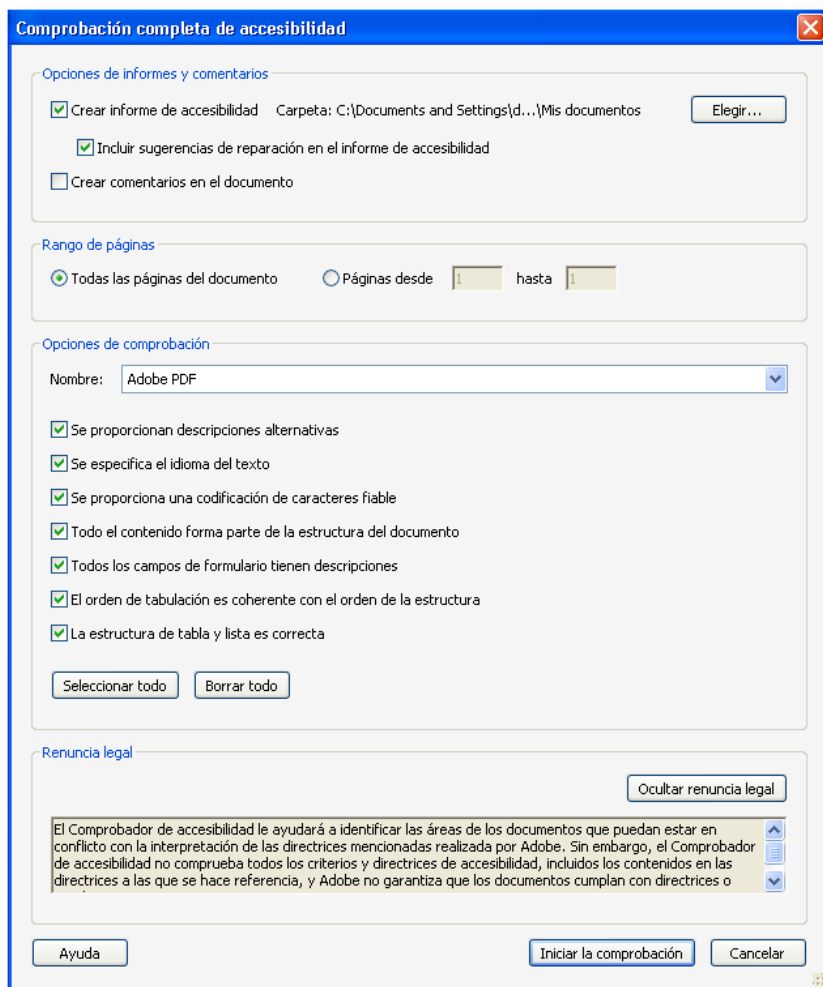 Comprobación completa de accesibilidad
Opciones de informes y comentarios
Crear informe de accesibilidad Carpeta: C:\Documents and Settings\d...\Mis documentos Elegir...
Incluir sugerencias de reparación en el informe de accesibilidad
Crear comentarios en el documento
Rango de páginas
Todas las páginas del documento Páginas desde 1 hasta 1
Opciones de comprobación
Nombre: Adobe PDF
Se proporcionan descripciones alternativas
Se especifica el idioma del texto
Se proporciona una codificación de caracteres fiable
Todo el contenido forma parte de la estructura del documento
Todos los campos de formulario tienen descripciones
El orden de tabulación es coherente con el orden de la estructura
La estructura de tabla y lista es correcta
Seleccionar todo Borrar todo
Renuncia legal
Ocultar renuncia legal
El Comprobador de accesibilidad le ayudará a identificar las áreas de los documentos que puedan estar en
conflicto con la interpretación de las directrices mencionadas realizada por Adobe. Sin embargo, el Comprobador
de accesibilidad no comprueba todos los criterios y directrices de accesibilidad, incluidos los contenidos en las
directrices a las que se hace referencia, y Adobe no garantiza que los documentos cumplan con directrices o
Ayuda Iniciar la comprobación Cancelar